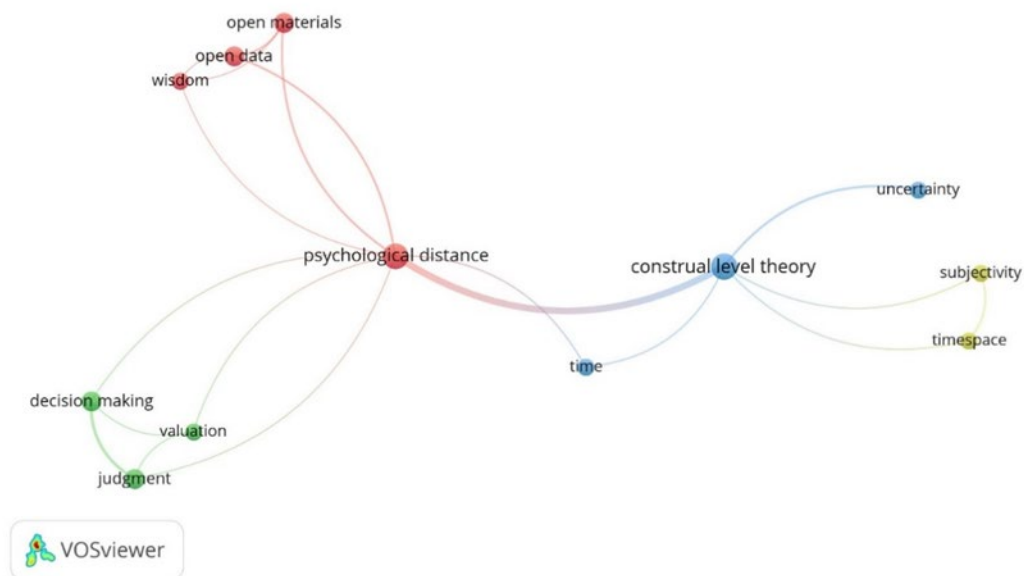 open materials
open data
wisdom
uncertainty
psychological distance
construal level theory
subjectivity
timespace
time
decision making
valuation
judgment
VOSviewer